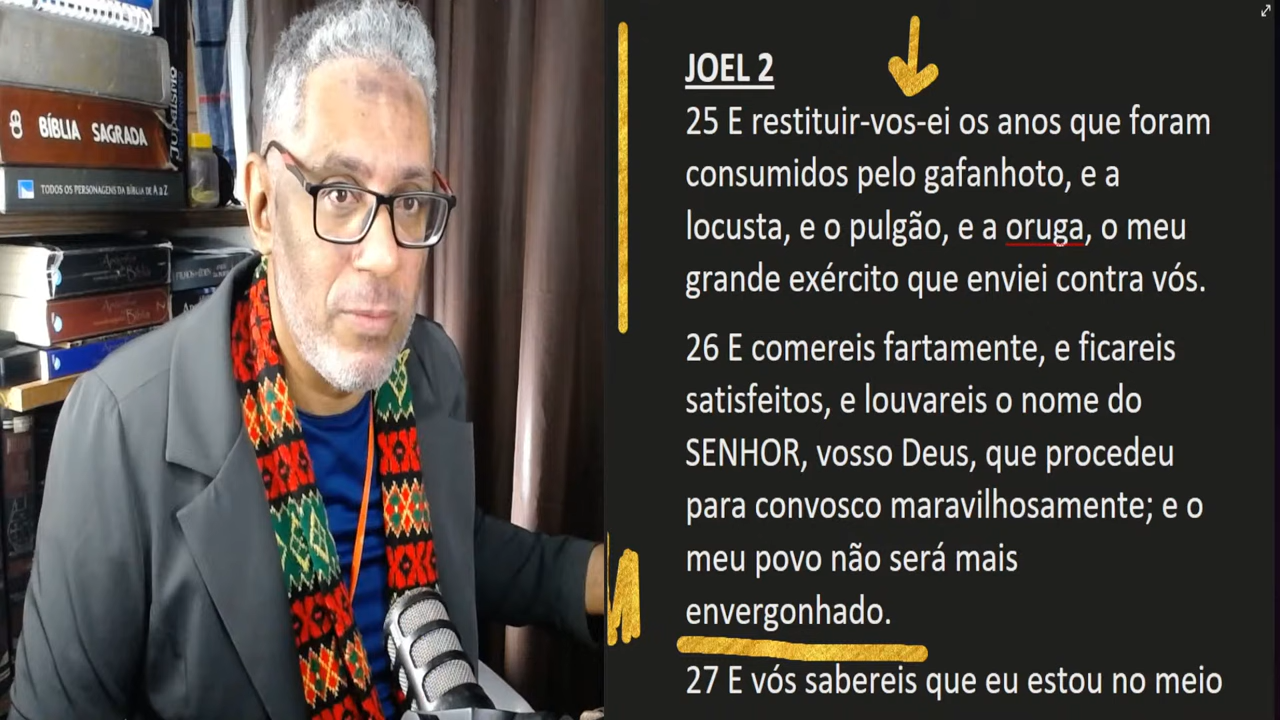 BÍBLIA SAGRADA
Judaísmo
TODOS OS PERSONAGENS DA BÍBLIA DE A a Z
JOEL 2
25 E restituir-vos-ei os anos que foram
consumidos pelo gafanhoto, e a
locusta, e o pulgão, e a oruga, o meu
grande exército que enviei contra vós.
26 E comereis fartamente, e ficareis
satisfeitos, e louvareis o nome do
SENHOR, vosso Deus, que procedeu
para convosco maravilhosamente; e o
meu povo não será mais
envergonhado.
27 E vós sabereis que eu estou no meio